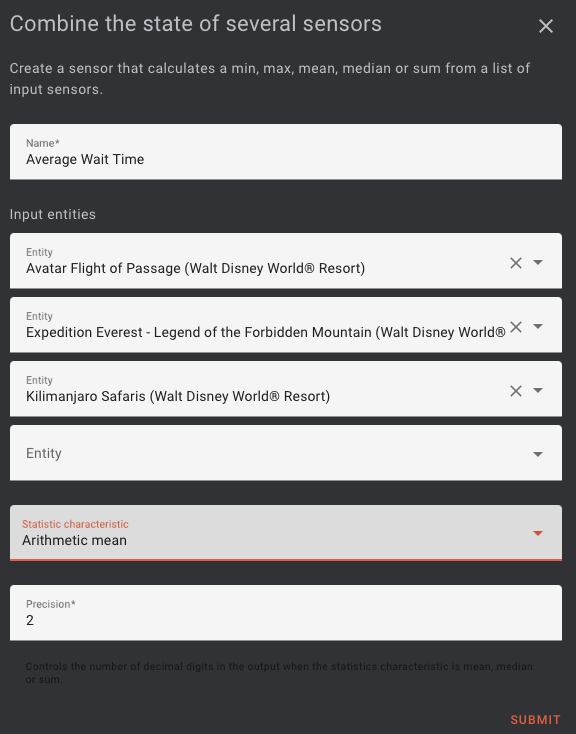 Combine the state of several sensors
Create a sensor that calculates a min, max, mean, median or sum from a list of
input sensors.
Name*
Average Wait Time
Input entities
Entity
Avatar Flight of Passage (Walt Disney World® Resort)
Entity
Expedition Everest - Legend of the Forbidden Mountain (Walt Disney World®
Entity
Kilimanjaro Safaris (Walt Disney World® Resort)
Entity
Statistic characteristic
Arithmetic mean
Precision*
2
Controls the number of decimal digits in the output when the statistics characteristic is mean, median
or sum.
SUBMIT